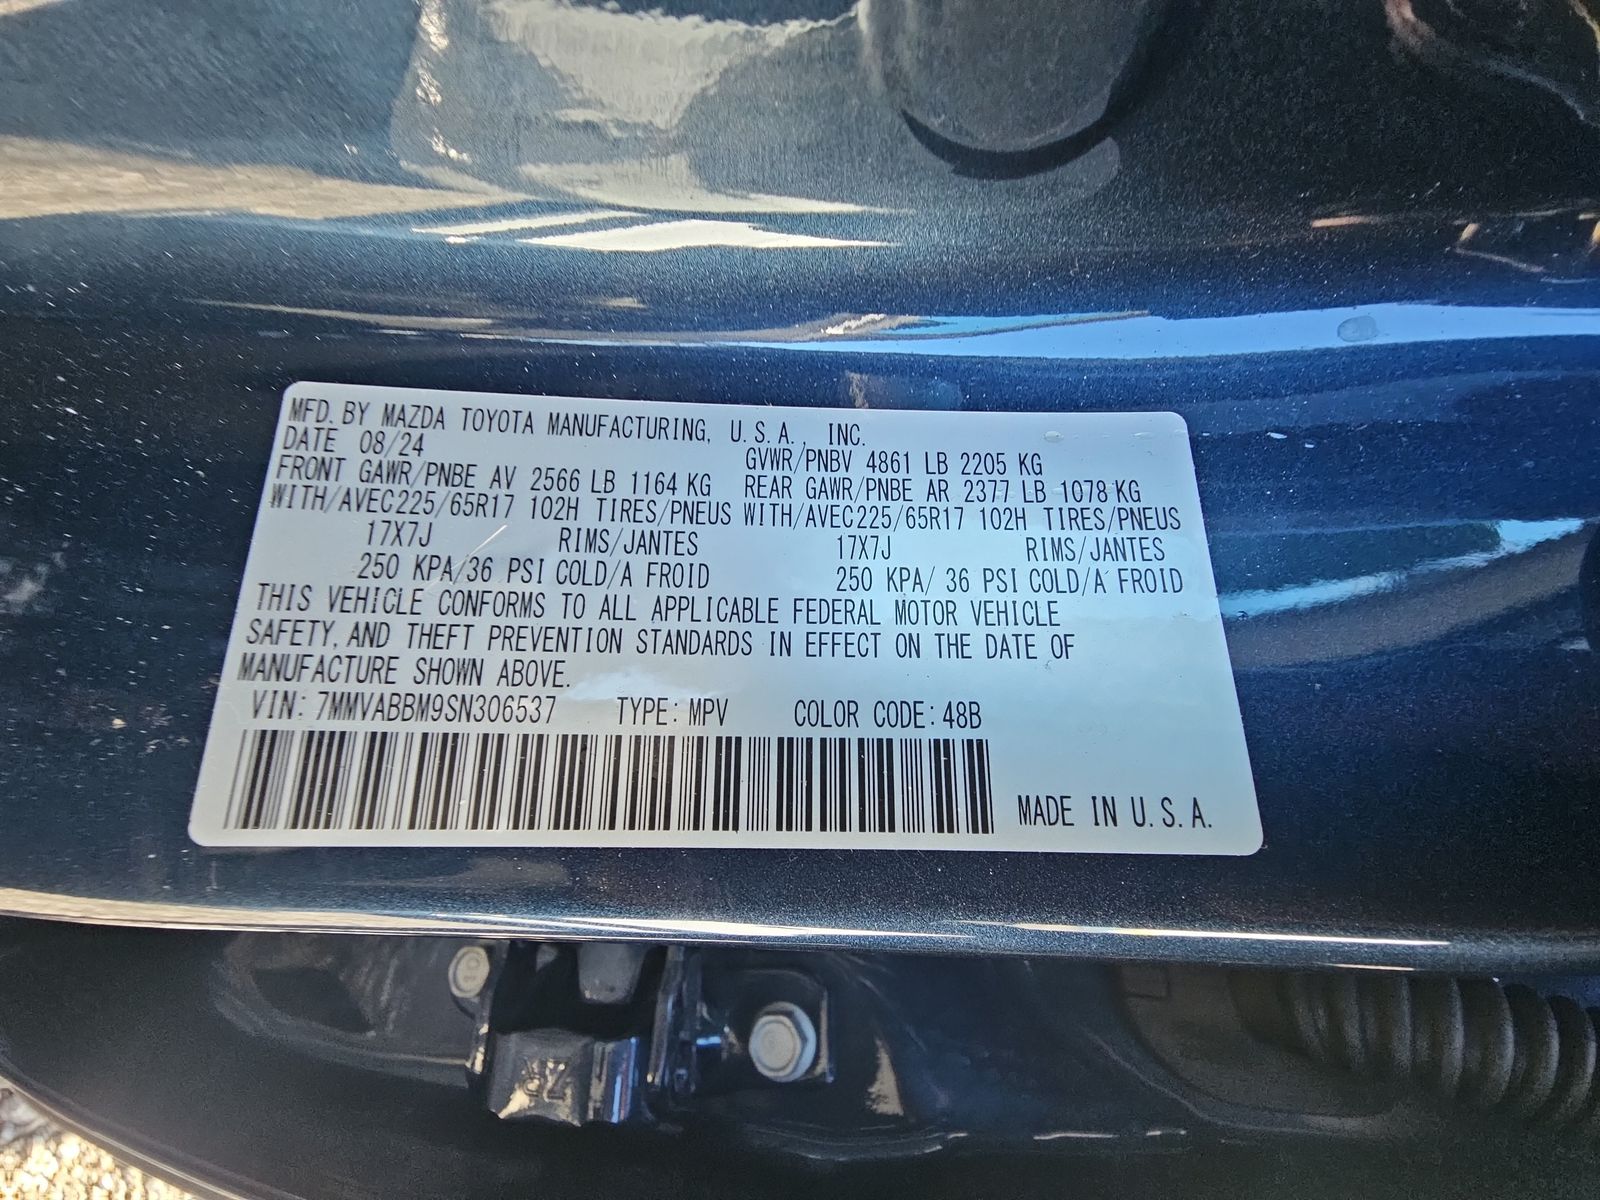 MFD. BY MAZDA TOYOTA MANUFACTURING, U.S.A., INC.
DATE 08/24 GVWR/PNBV 4861 LB 2205 KG
FRONT GAWR/PNBE AV 2566 LB 1164 KG REAR GAWR/PNBE AR 2377 LB 1078 KG
WITH/AVEC225/65R17 102H TIRES/PNEUS WITH/AVEC225/65R17 102H TIRES/PNEUS
17X7J RIMS/JANTES 17X7J RIMS/JANTES
250 KPA/36 PSI COLD/A FROID 250 KPA/ 36 PSI COLD/A FROID
THIS VEHICLE CONFORMS TO ALL APPLICABLE FEDERAL MOTOR VEHICLE
SAFETY, AND THEFT PREVENTION STANDARDS IN EFFECT ON THE DATE OF
MANUFACTURE SHOWN ABOVE.
VIN: 7MMVABBM9SN306537 TYPE: MPV COLOR CODE: 48B
MADE IN U.S.A.